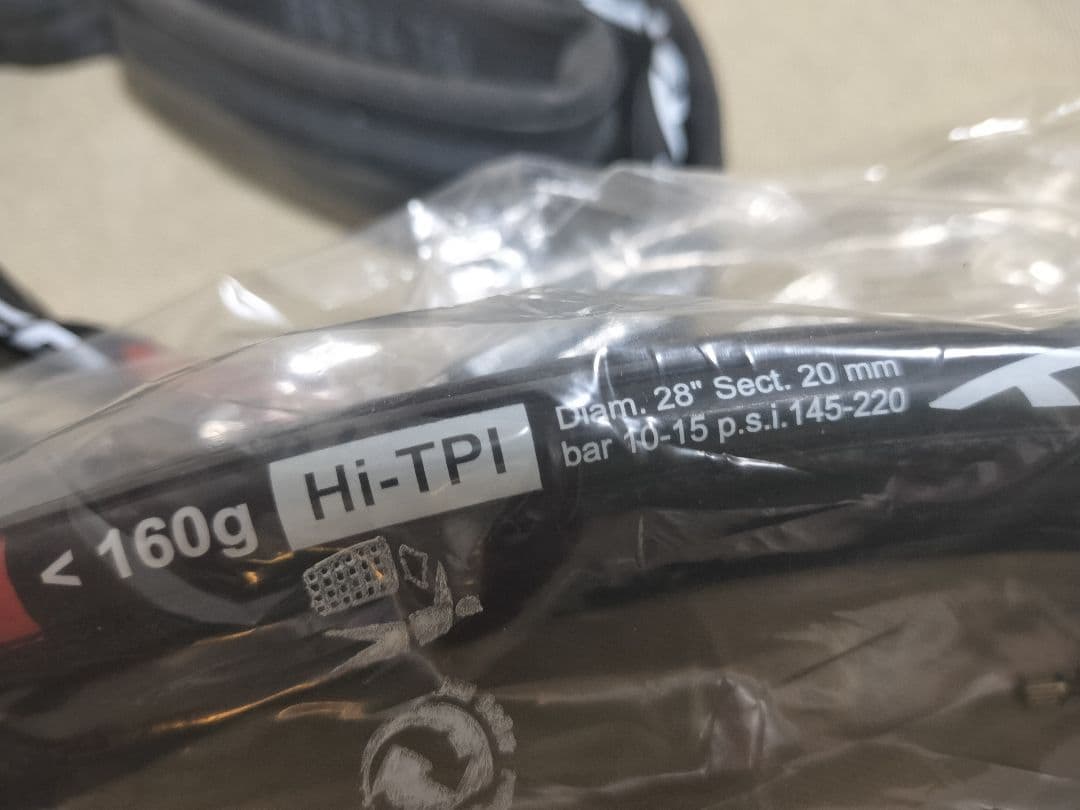 < 160g
Hi-TPI
Diam. 28" Sect. 20 mm
bar 10-15 p.s.i.145-220